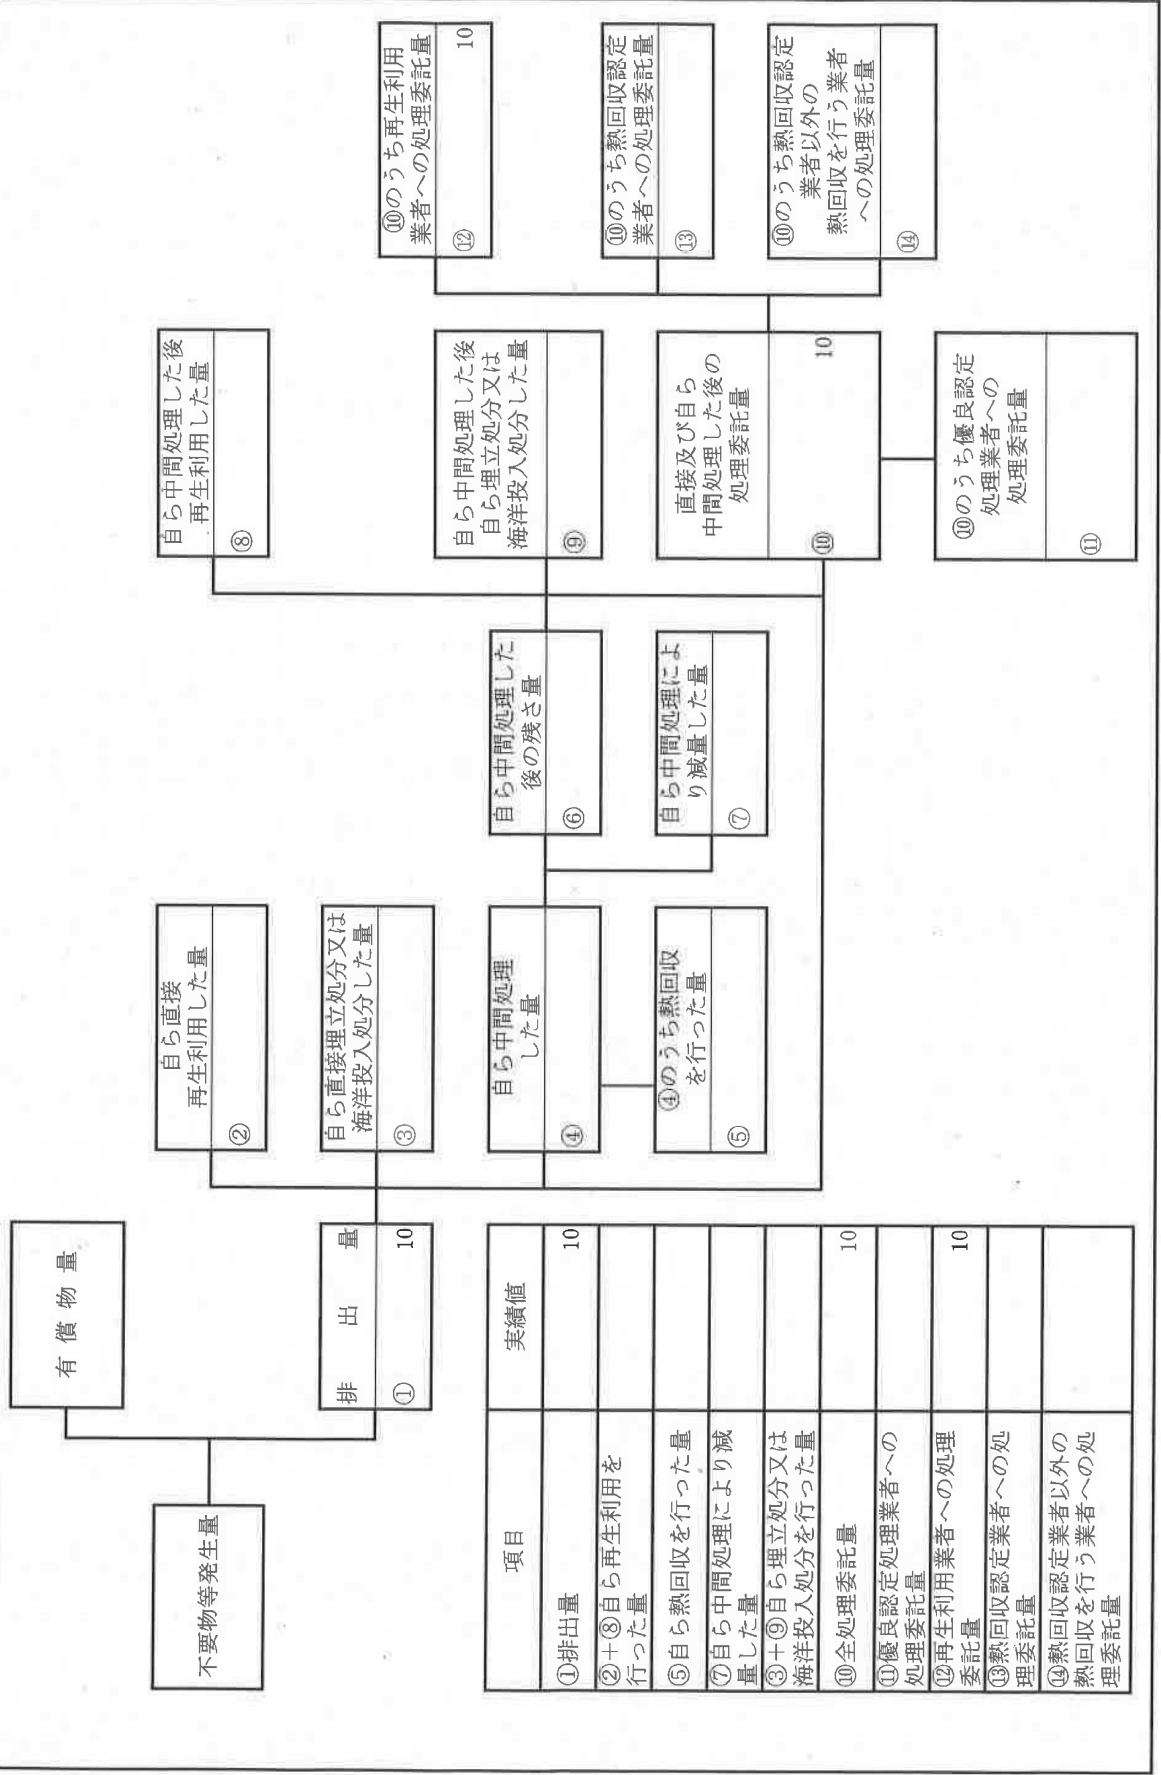 有償物量
不要物等発生量
排出量
① 10
自ら直接
再生利用した量
②
自ら直接埋立処分又は
海洋投入処分した量
③
自ら中間処理
した量
④
④のうち熱回収
を行った量
⑤
自ら中間処理した
後の残さ量
⑥
自ら中間処理によ
り減量した量
⑦
自ら中間処理した後
再生利用した量
⑧
自ら中間処理した後
自ら埋立処分又は
海洋投入処分した量
⑨
直接及び自ら
中間処理した後の
処理委託量
⑩ 10
⑩のうち優良認定
処理業者への
処理委託量
⑪
⑩のうち再生利用
業者への処理委託量
⑫ 10
⑩のうち熱回収認定
業者への処理委託量
⑬
⑩のうち熱回収認定
業者以外の
熱回収を行う業者
への処理委託量
⑭
項目 実績値
①排出量 10
②+⑧自ら再生利用を
行った量
⑤自ら熱回収を行った量
⑦自ら中間処理により減
量した量
③+⑨自ら埋立処分又は
海洋投入処分を行った量
⑩全処理委託量 10
⑪優良認定処理業者への
処理委託量
⑫再生利用業者への処理
委託量 10
⑬熱回収認定業者への処
理委託量
⑭熱回収認定業者以外の
熱回収を行う業者への処
理委託量